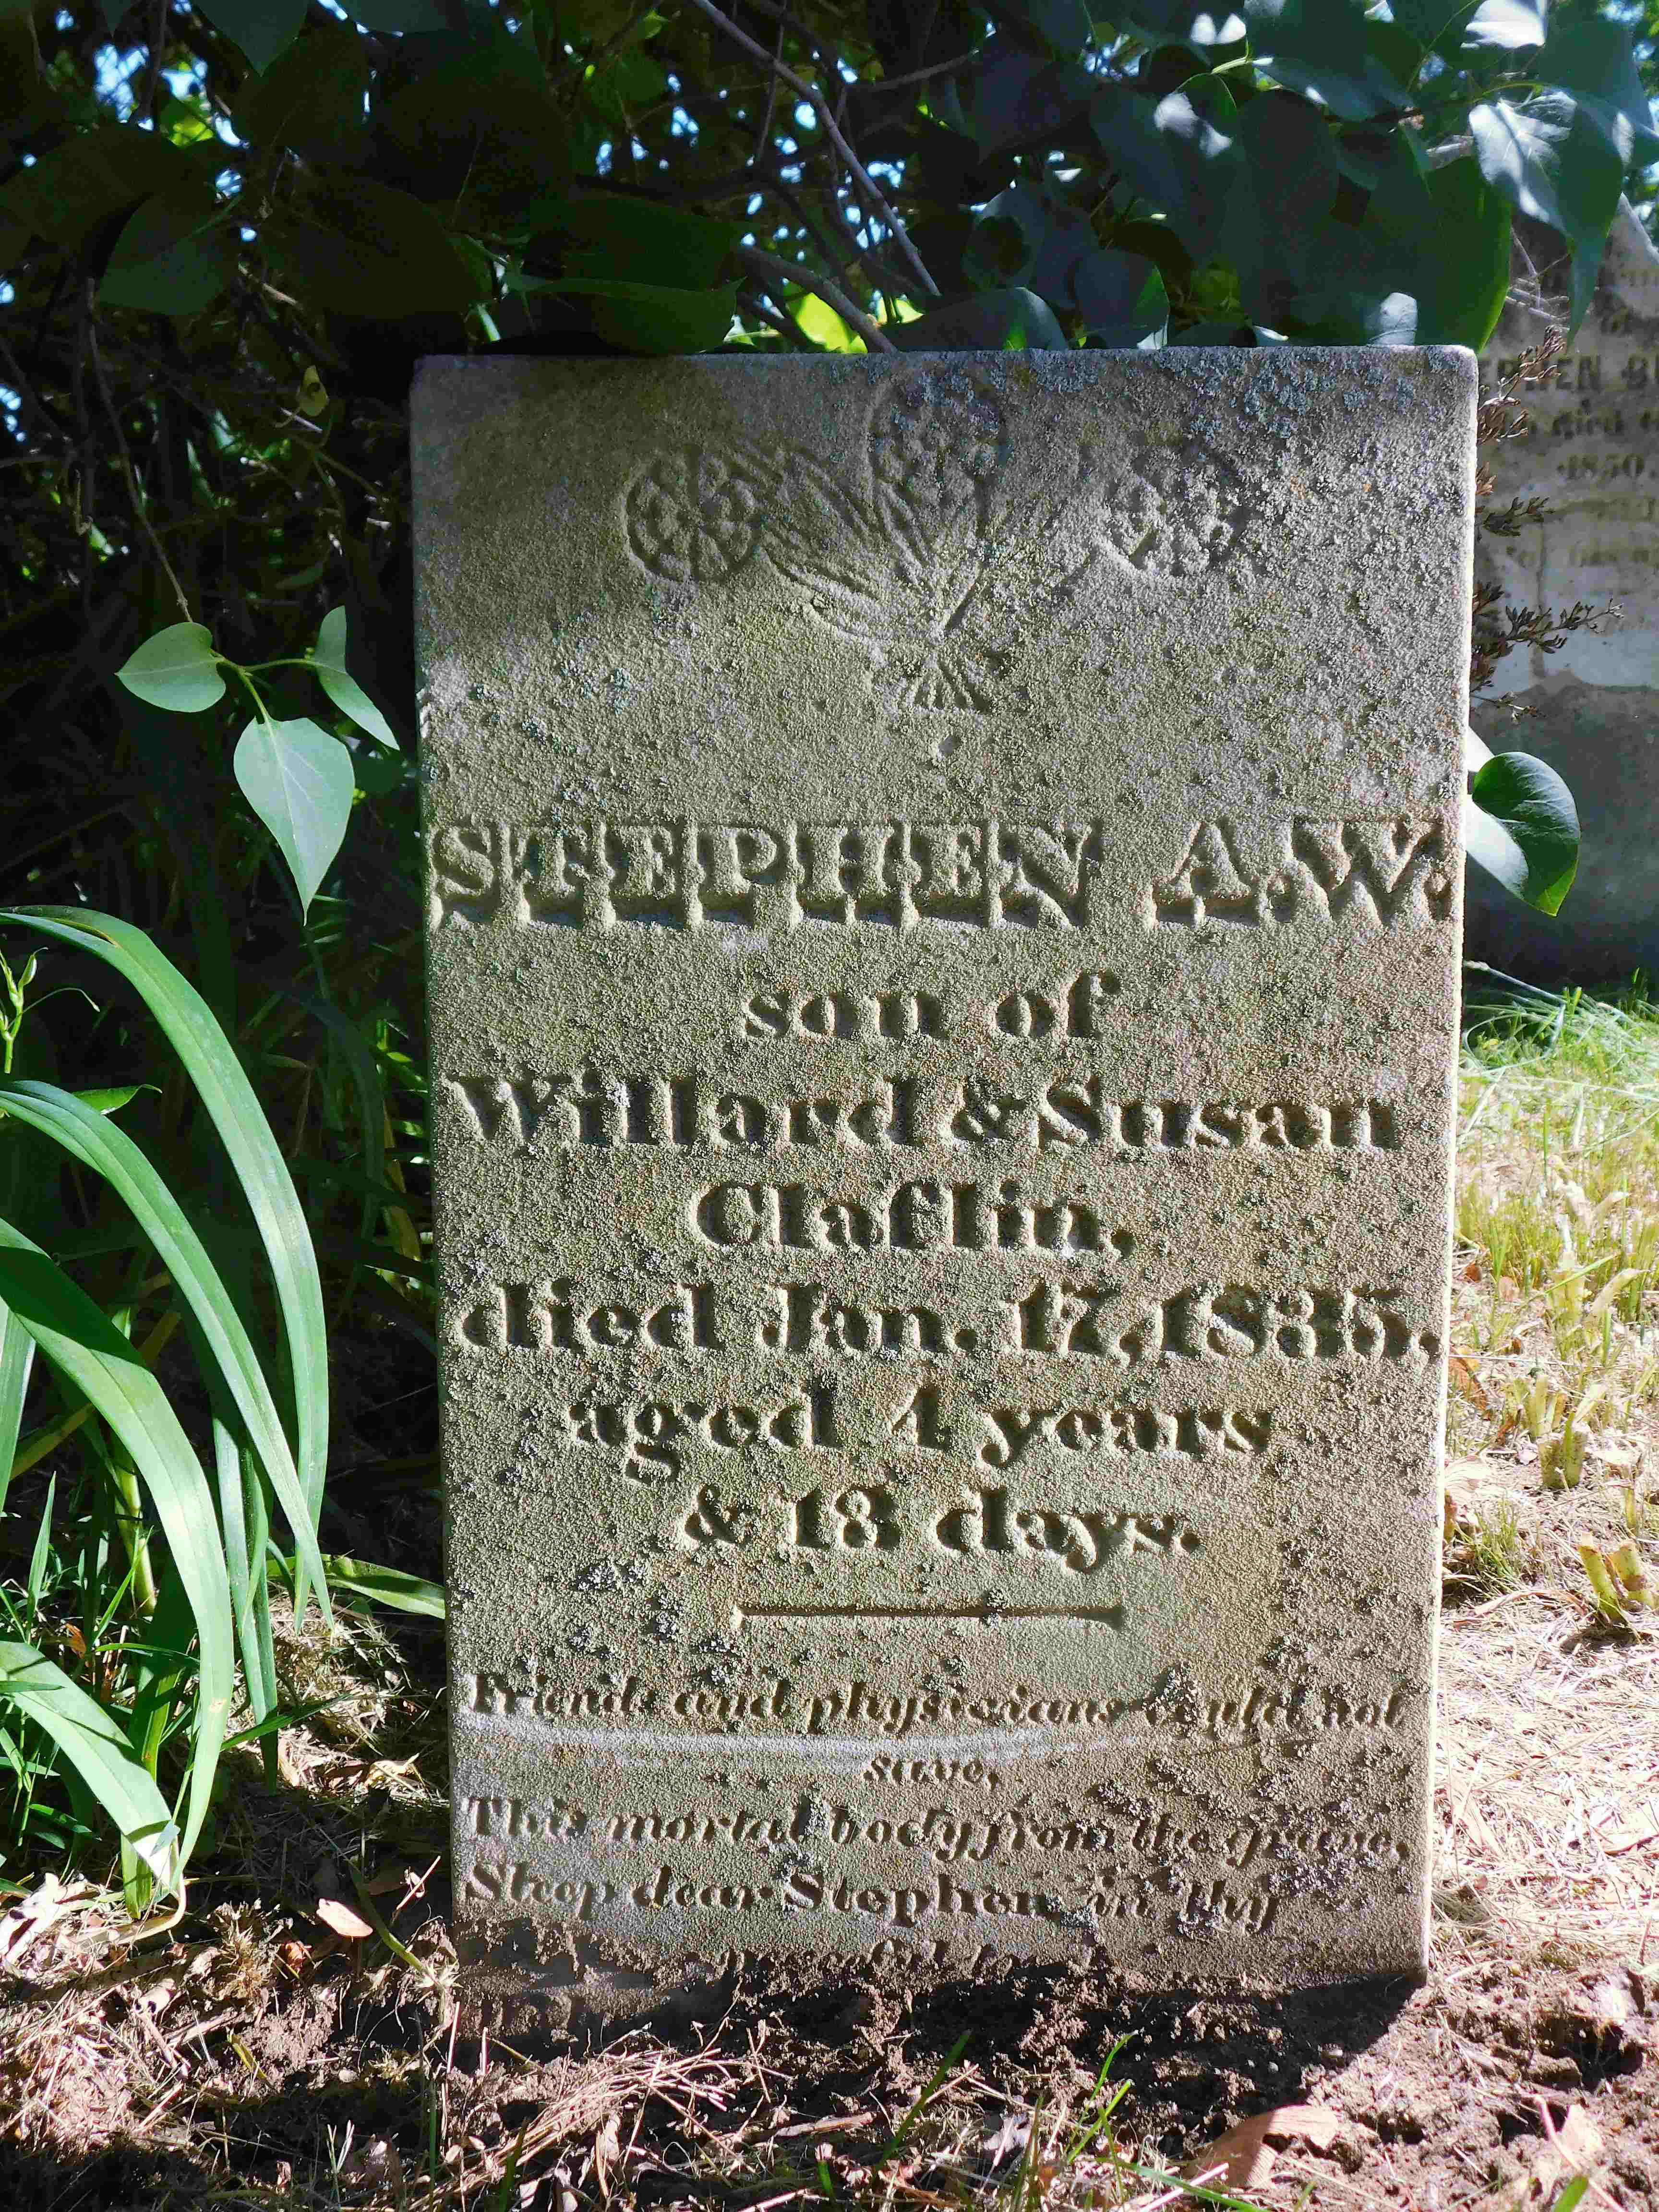 STEPHEN A.W.
son of
Willard & Susan
Claflin,
died Jan. 17, 1835,
aged 4 years
& 18 days.
Friends and physicians could not
save,
This mortal body from the grave,
Sleep dear Stephen in thy
1850.